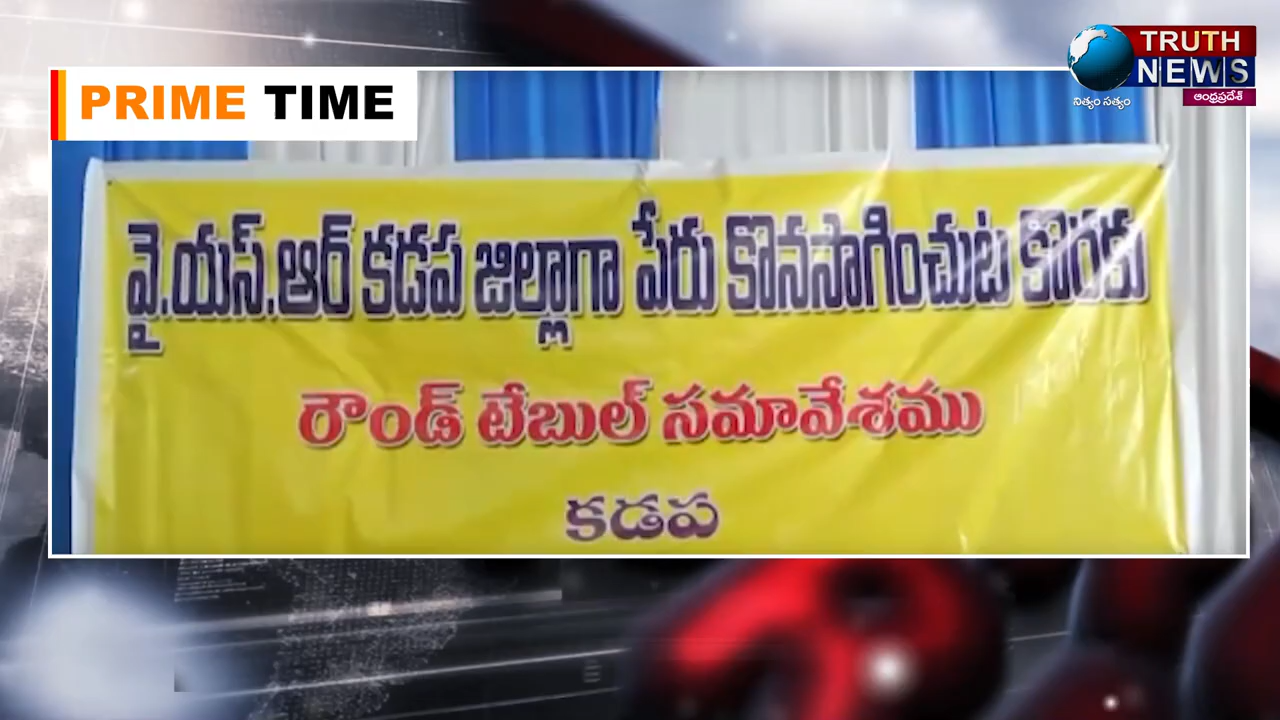 PRIME TIME
TRUTH
NEWS
నిత్యం సత్యం
ఆంధ్రప్రదేశ్
వై.యస్.ఆర్ కడప జిల్లాగా పేరు కొనసాగించుట కొరకు
రౌండ్ టేబుల్ సమావేశము
కడప